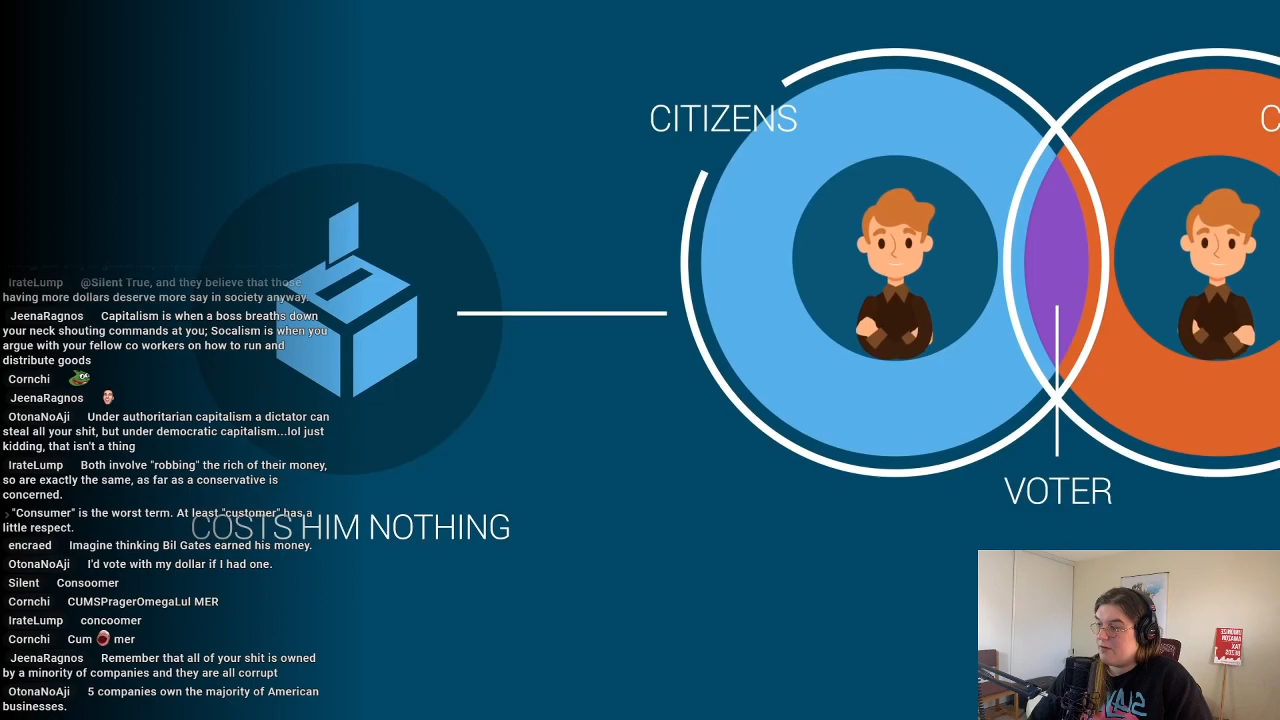 CITIZENS
C
VOTER
COSTS HIM NOTHING
IrateLump @Silent True, and they believe that those
having more dollars deserve more say in society anyway.
JeenaRagnos Capitalism is when a boss breaths down
your neck shouting commands at you; Socalism is when you
argue with your fellow co workers on how to run and
distribute goods
Cornchi
JeenaRagnos
OtonaNoAji Under authoritarian capitalism a dictator can
steal all your shit, but under democratic capitalism...lol just
kidding, that isn't a thing
IrateLump Both involve "robbing" the rich of their money,
so are exactly the same, as far as a conservative is
concerned.
"Consumer" is the worst term. At least "customer" has a
little respect.
encraed Imagine thinking Bil Gates earned his money.
OtonaNoAji I'd vote with my dollar if I had one.
Silent Consoomer
Cornchi CUMSPragerOmegaLul MER
IrateLump concoomer
Cornchi Cum mer
JeenaRagnos Remember that all of your shit is owned
by a minority of companies and they are all corrupt
OtonaNoAji 5 companies own the majority of American
businesses.